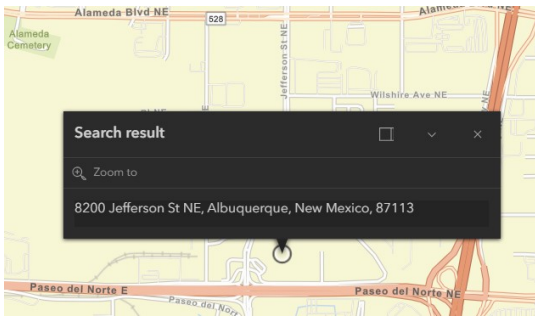 Alameda Blvd NE
528
Alameda
Cemetery
Jefferson St NE
Wilshire Ave NE
Search result
Zoom to
8200 Jefferson St NE, Albuquerque, New Mexico, 87113
Paseo del Norte E
Paseo del Nor
Paseo del Norte NE